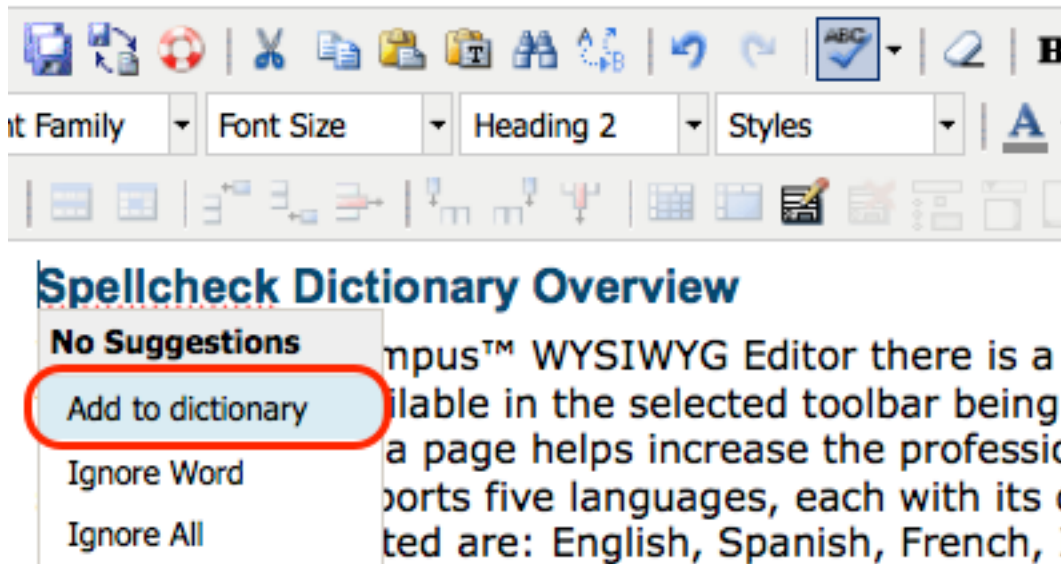 ABC B
nt Family Font Size Heading 2 Styles A
Spellcheck Dictionary Overview
No Suggestions
mpus™ WYSIWYG Editor there is a
Add to dictionary
ilable in the selected toolbar being
a page helps increase the professio
Ignore Word
ports five languages, each with its
Ignore All
ted are: English, Spanish, French,